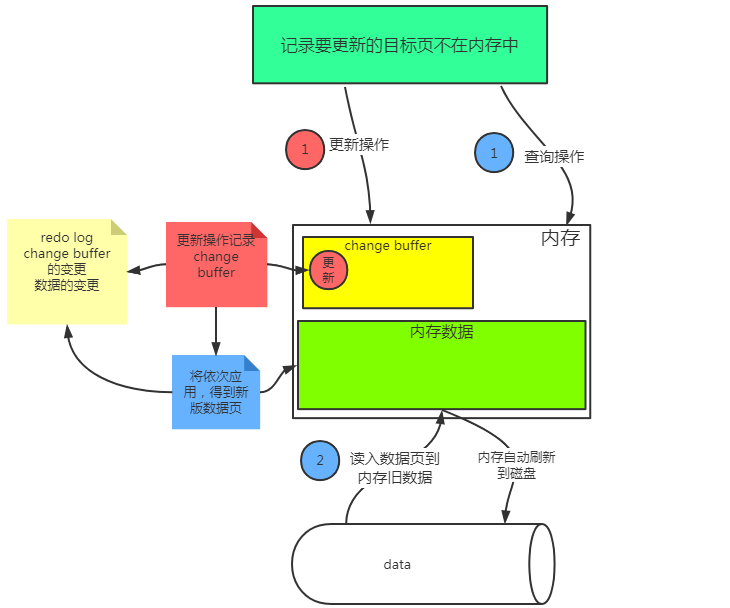 记录要更新的目标页不在内存中
1
更新操作
1
查询操作
内存
redo log
change buffer
的变更
数据的变更
更新操作记录
change
buffer
change buffer
更
新
内存数据
将依次应
用，得到新
版数据页
2
读入数据页到
内存旧数据
内存自动刷新
到磁盘
data